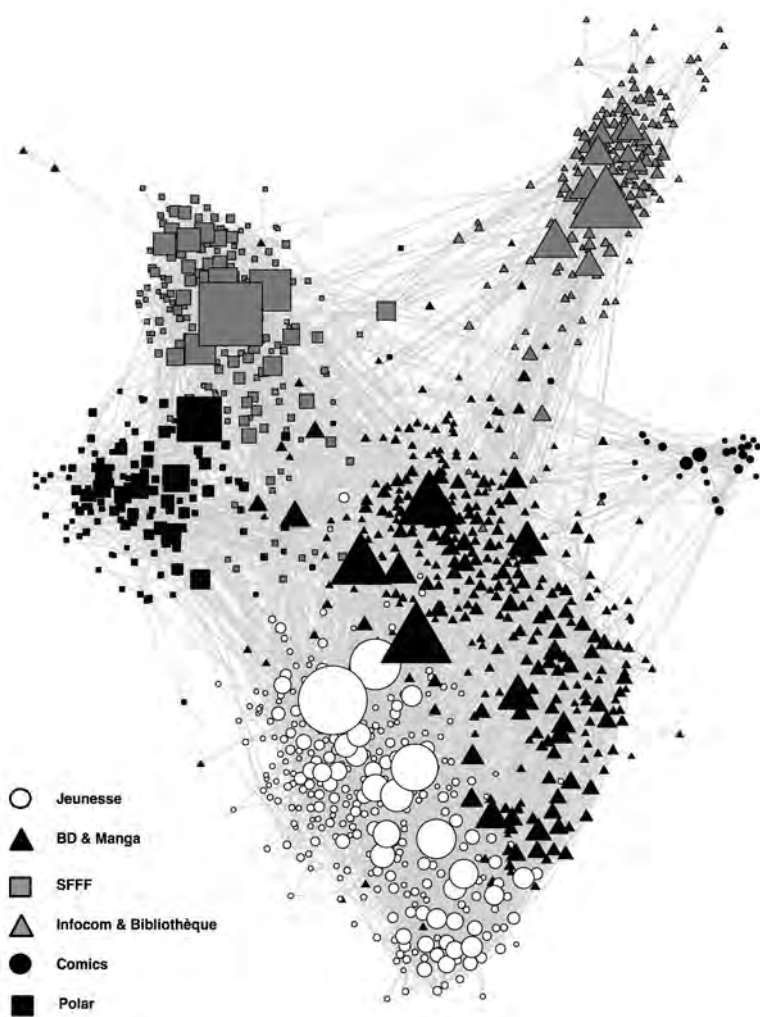 Jeunesse
BD & Manga
SFFF
Infocom & Bibliothèque
Comics
Polar